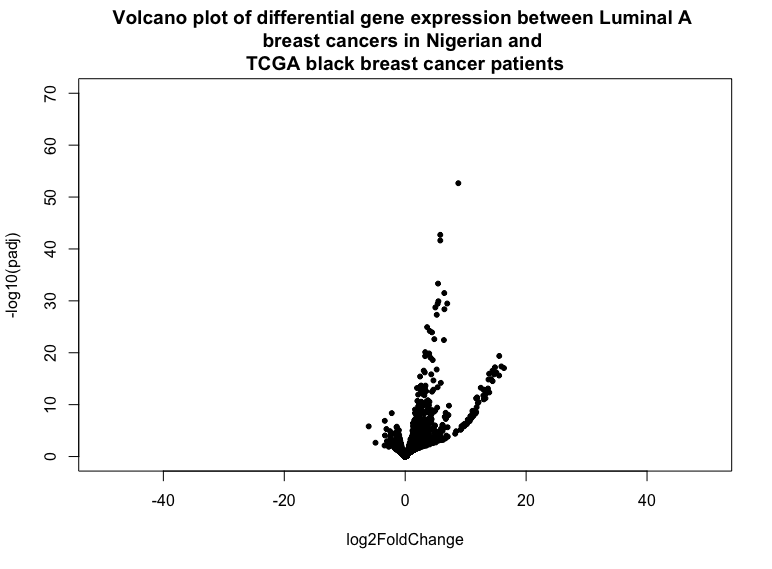 Volcano plot of differential gene expression between Luminal A
breast cancers in Nigerian and
TCGA black breast cancer patients
70
60
50
40
30
20
10
0
-log10(padj)
-40 -20 0 20 40
log2FoldChange